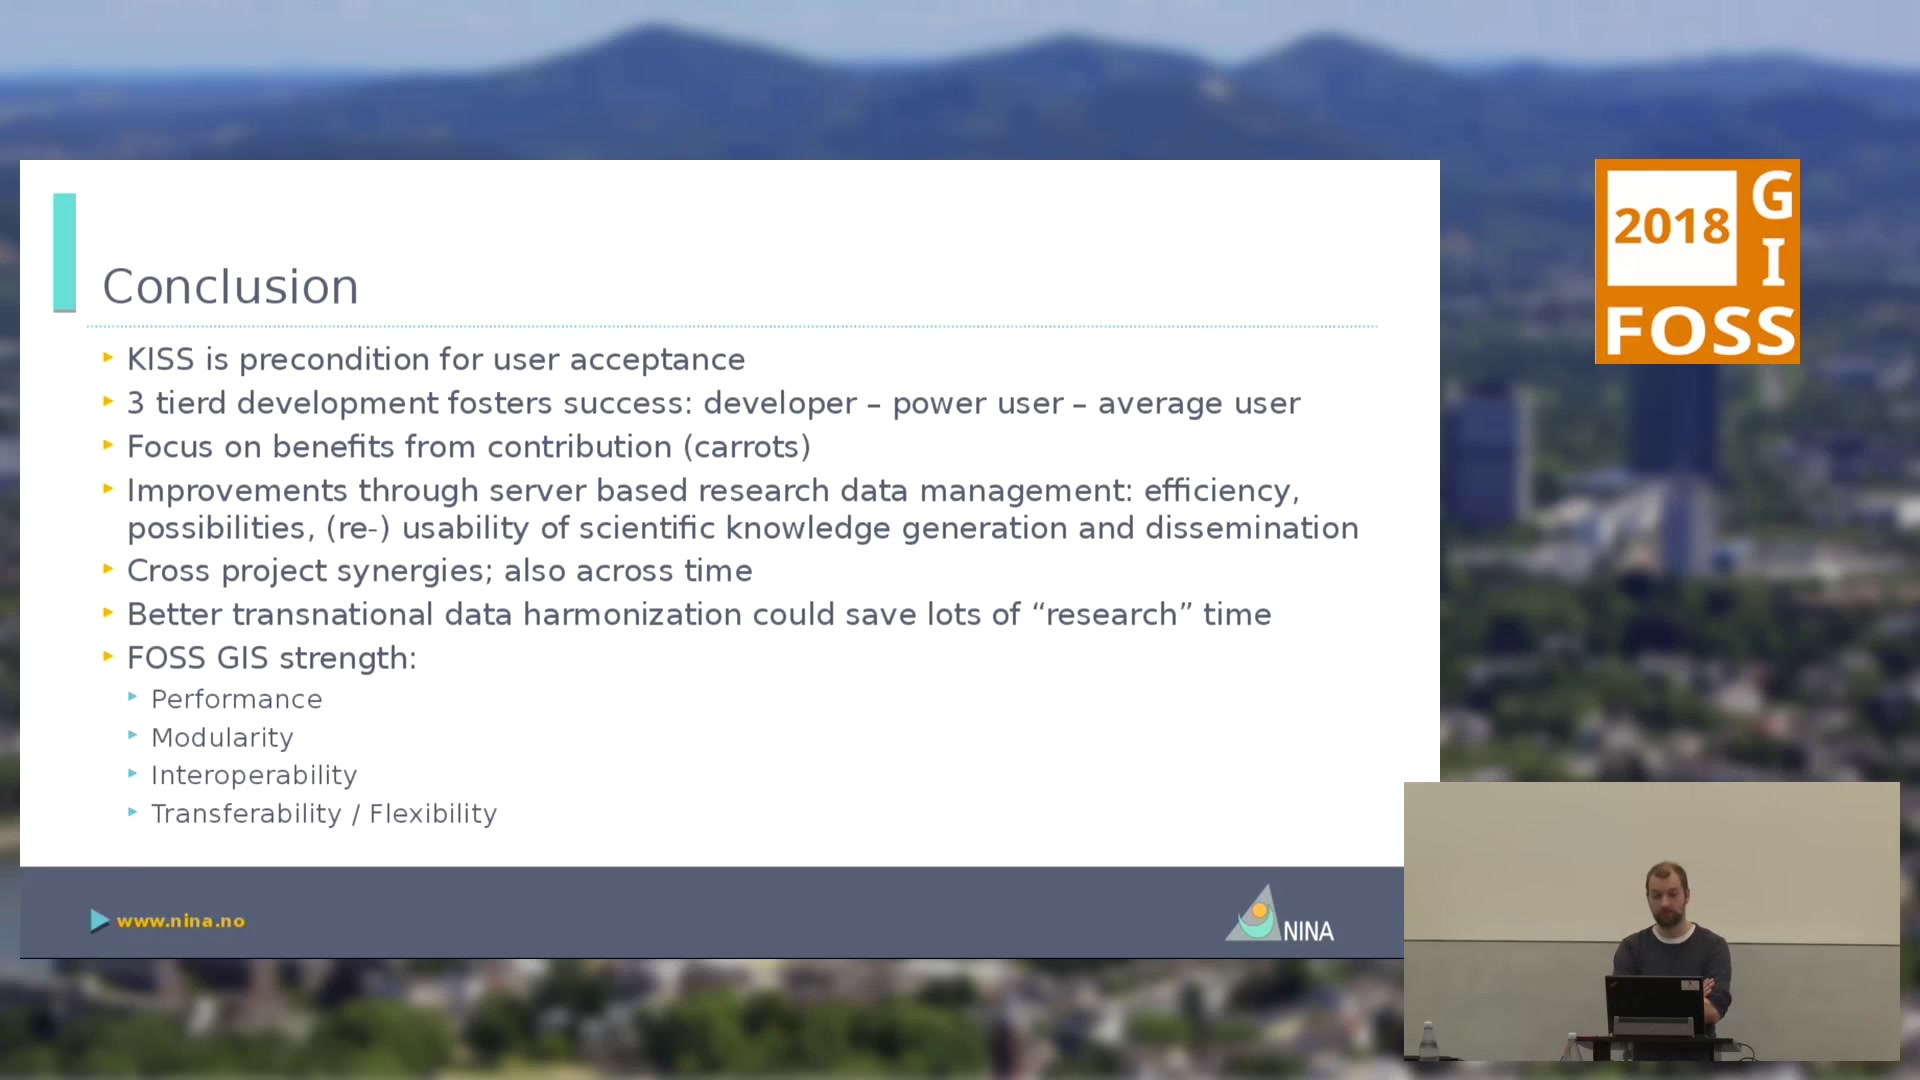 Conclusion
KISS is precondition for user acceptance
3 tierd development fosters success: developer – power user – average user
Focus on benefits from contribution (carrots)
Improvements through server based research data management: efficiency,
possibilities, (re-) usability of scientific knowledge generation and dissemination
Cross project synergies; also across time
Better transnational data harmonization could save lots of “research” time
FOSS GIS strength:
Performance
Modularity
Interoperability
Transferability / Flexibility
www.nina.no
NINA
2018
G
I
FOSS